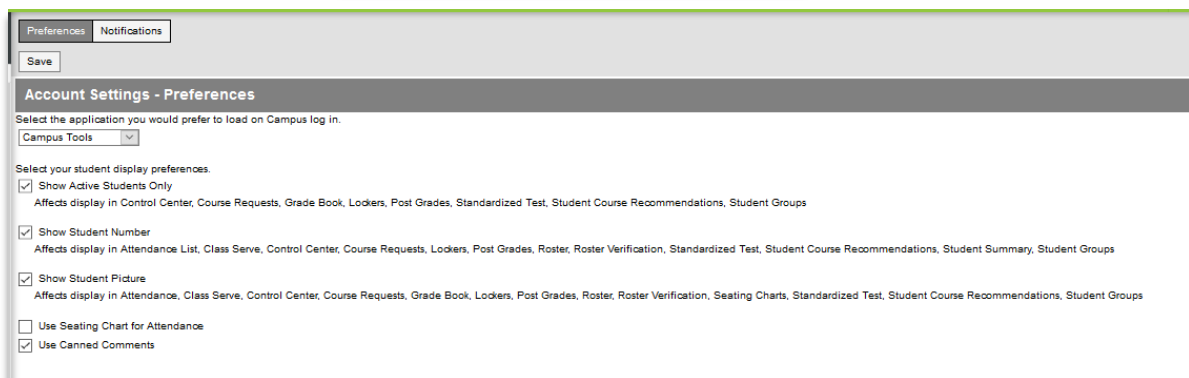 Preferences Notifications
Save
Account Settings - Preferences
Select the application you would prefer to load on Campus log in.
Campus Tools
Select your student display preferences.
Show Active Students Only
Affects display in Control Center, Course Requests, Grade Book, Lockers, Post Grades, Standardized Test, Student Course Recommendations, Student Groups
Show Student Number
Affects display in Attendance List, Class Serve, Control Center, Course Requests, Lockers, Post Grades, Roster, Roster Verification, Standardized Test, Student Course Recommendations, Student Summary, Student Groups
Show Student Picture
Affects display in Attendance, Class Serve, Control Center, Course Requests, Grade Book, Lockers, Post Grades, Roster, Roster Verification, Seating Charts, Standardized Test, Student Course Recommendations, Student Groups
Use Seating Chart for Attendance
Use Canned Comments